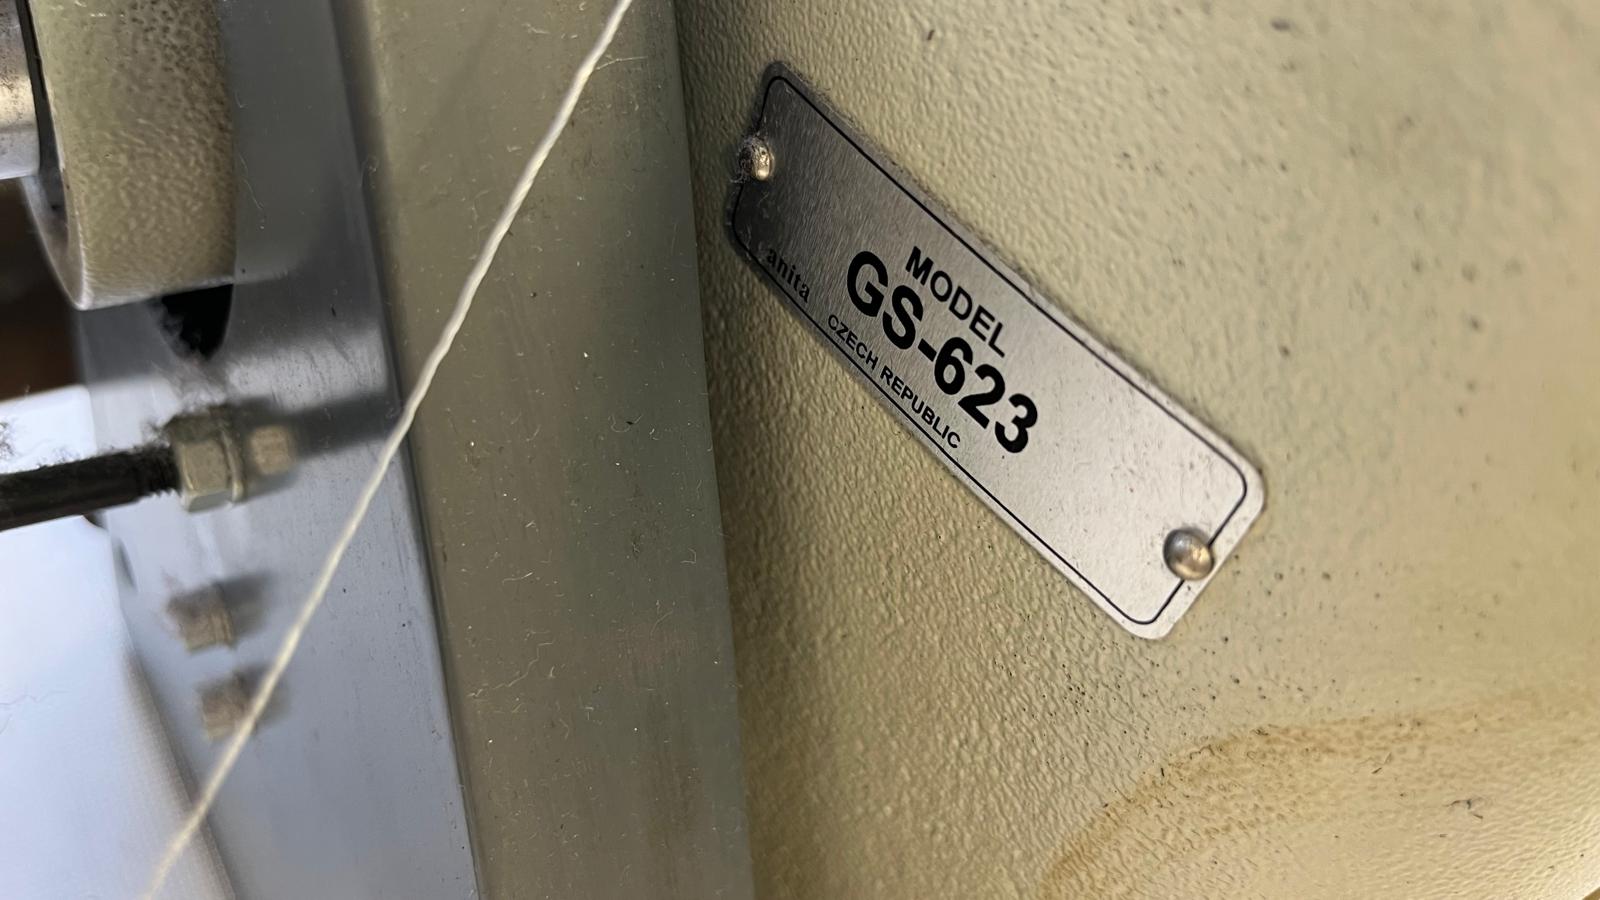 MODEL
GS-623
anita
CZECH REPUBLIC